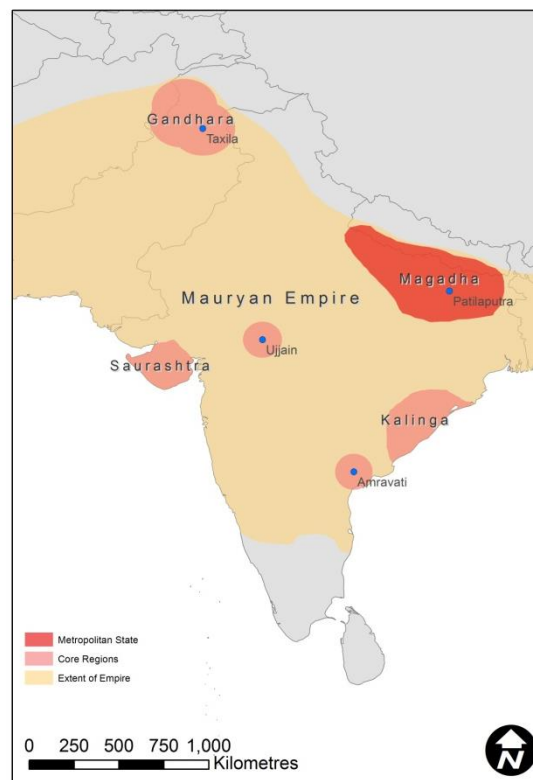 Gandhara
Taxila
Magadha
Patilaputra
Mauryan Empire
Ujjain
Saurashtra
Kalinga
Amravati
Metropolitan State
Core Regions
Extent of Empire
0 250 500 750 1,000
Kilometres
N